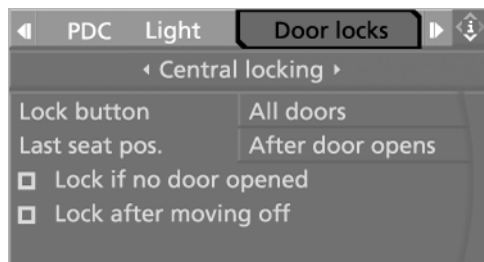 PDC Light Door locks
Central locking
Lock button All doors
Last seat pos. After door opens
Lock if no door opened
Lock after moving off